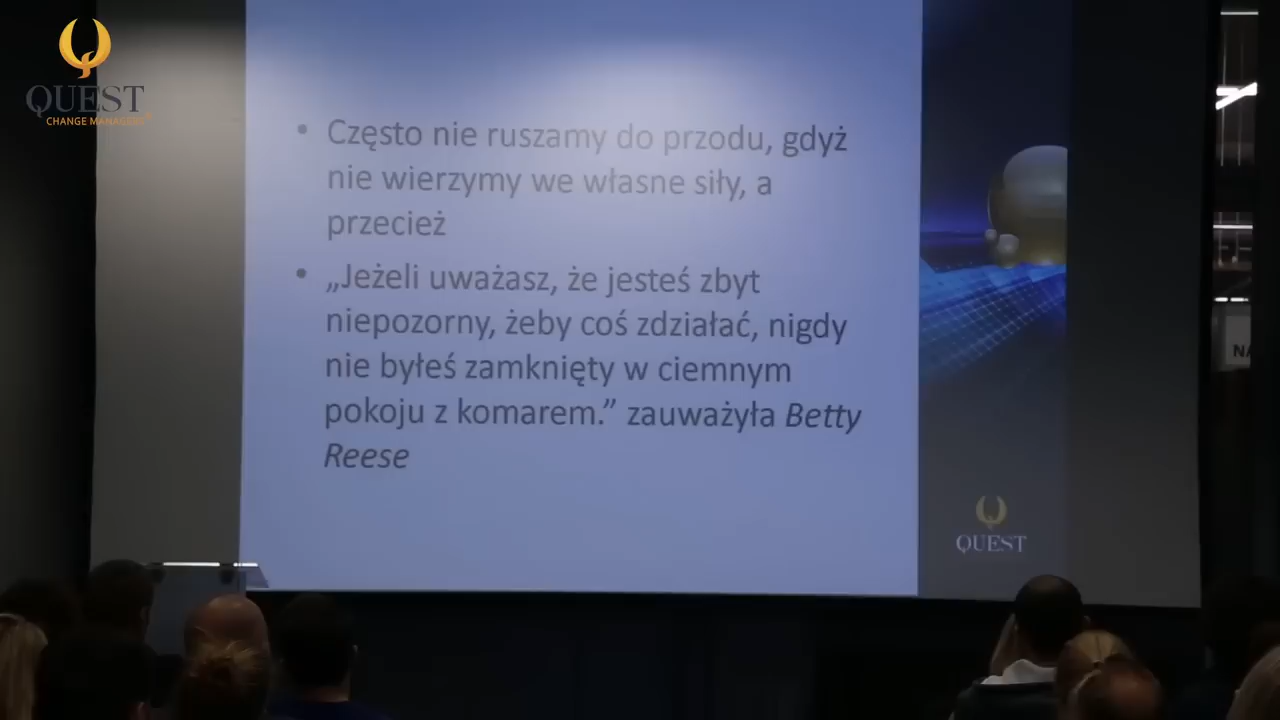 QUEST
CHANGE MANAGERS
• Często nie ruszamy do przodu, gdyż
nie wierzymy we własne siły, a
przecież
• „Jeżeli uważasz, że jesteś zbyt
niepozorny, żeby coś zdziałać, nigdy
nie byłeś zamknięty w ciemnym
pokoju z komarem.” zauważyła Betty
Reese
QUEST